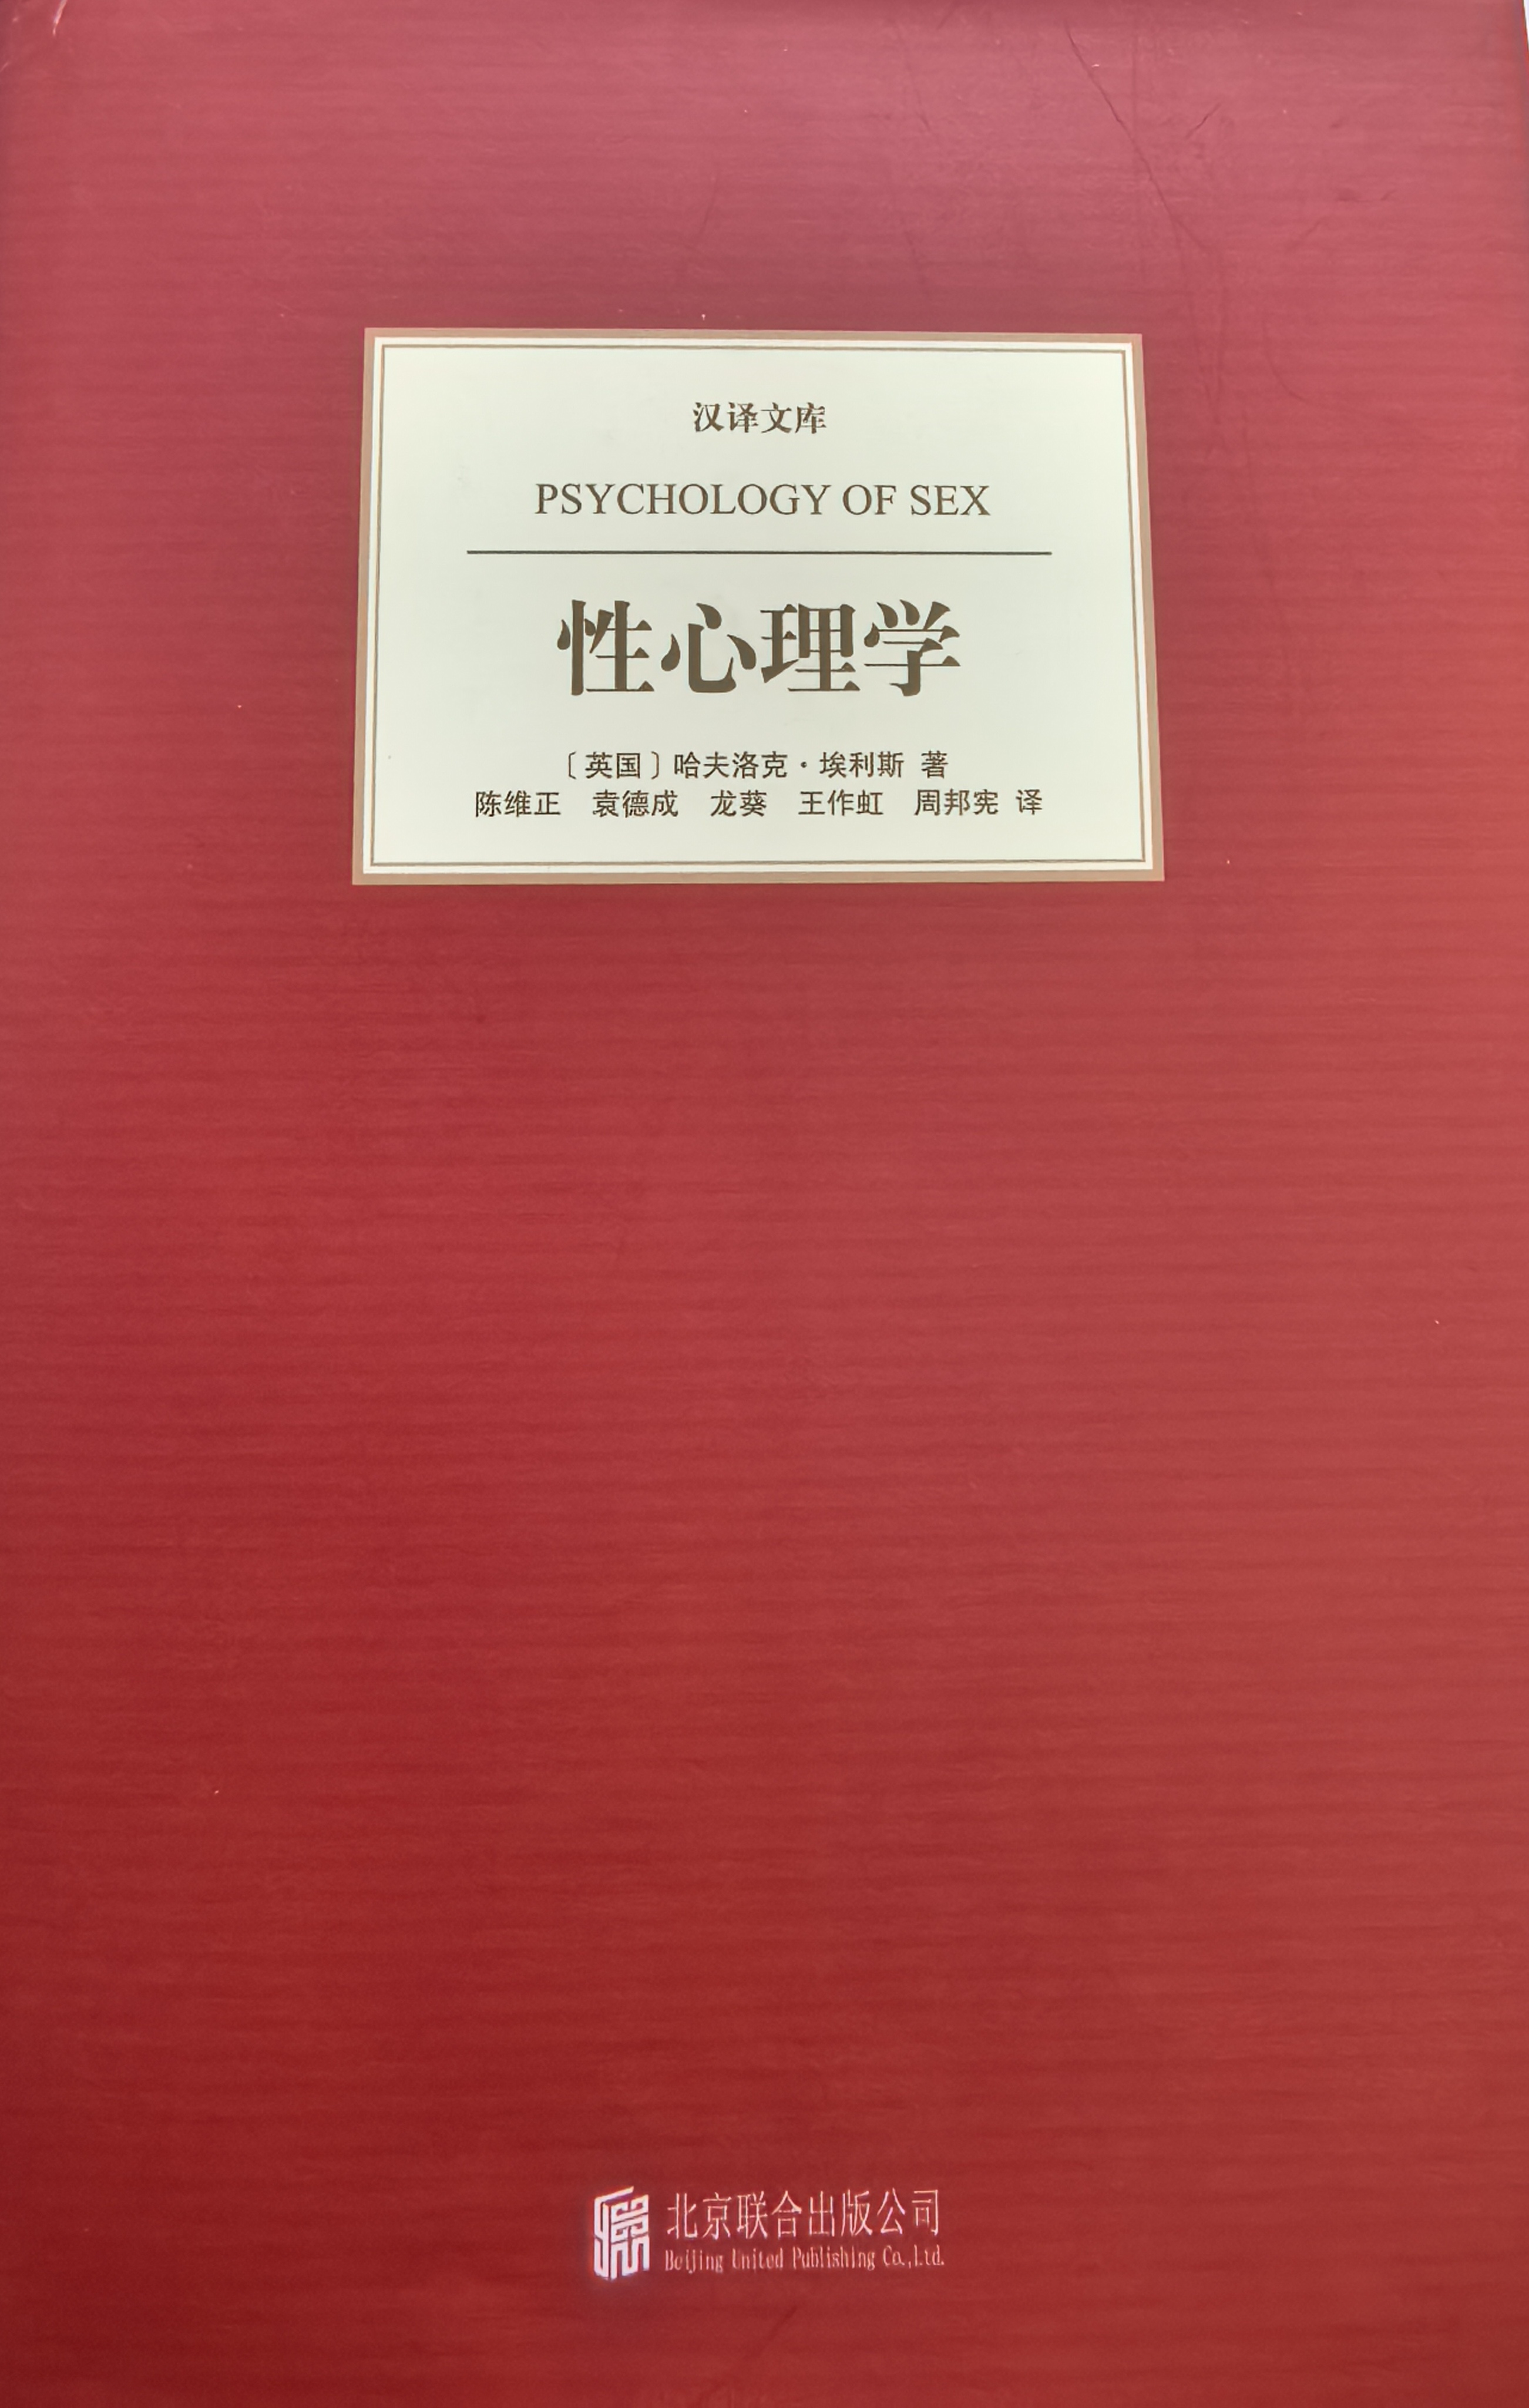 汉译文库
PSYCHOLOGY OF SEX
性心理学
〔英国〕哈夫洛克·埃利斯 著
陈维正 袁德成 龙葵 王作虹 周邦宪 译
北京联合出版公司
Beijing United Publishing Co.,Ltd.